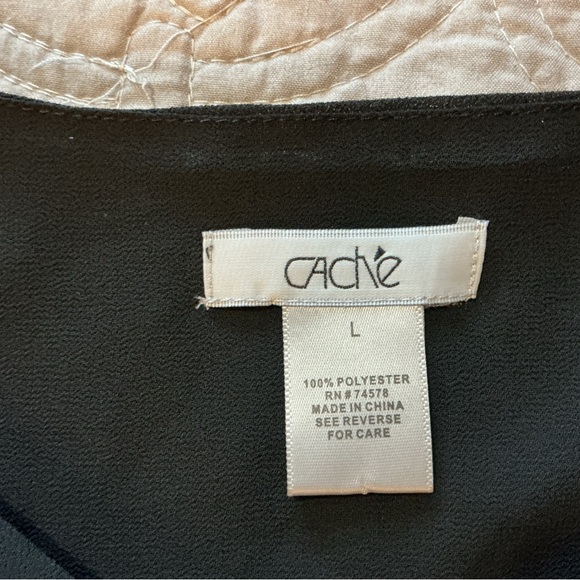 CACHÉ
L
100% POLYESTER
RN # 74578
MADE IN CHINA
SEE REVERSE
FOR CARE